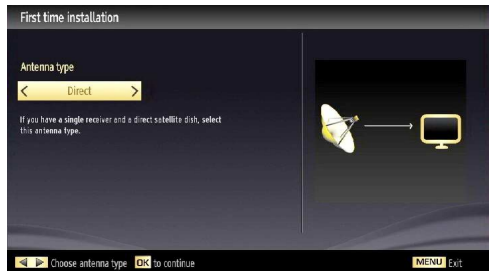 First time installation
Antenna type
< Direct >
If you have a single receiver and a direct satellite dish, select
this antenna type.
Choose antenna type OK to continue
MENU Exit